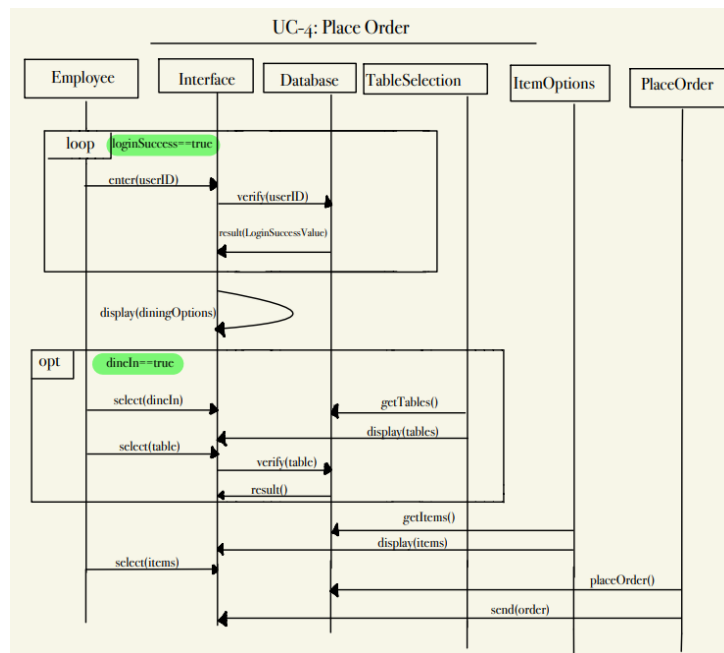 UC-4: Place Order
Employee
Interface
Database
TableSelection
ItemOptions
PlaceOrder
loop
loginSuccess==true
enter(userID)
verify(userID)
result(LoginSuccessValue)
display(diningOptions)
opt
dineIn==true
select(dineIn)
getTables()
display(tables)
select(table)
verify(table)
result()
getItems()
display(items)
select(items)
placeOrder()
send(order)